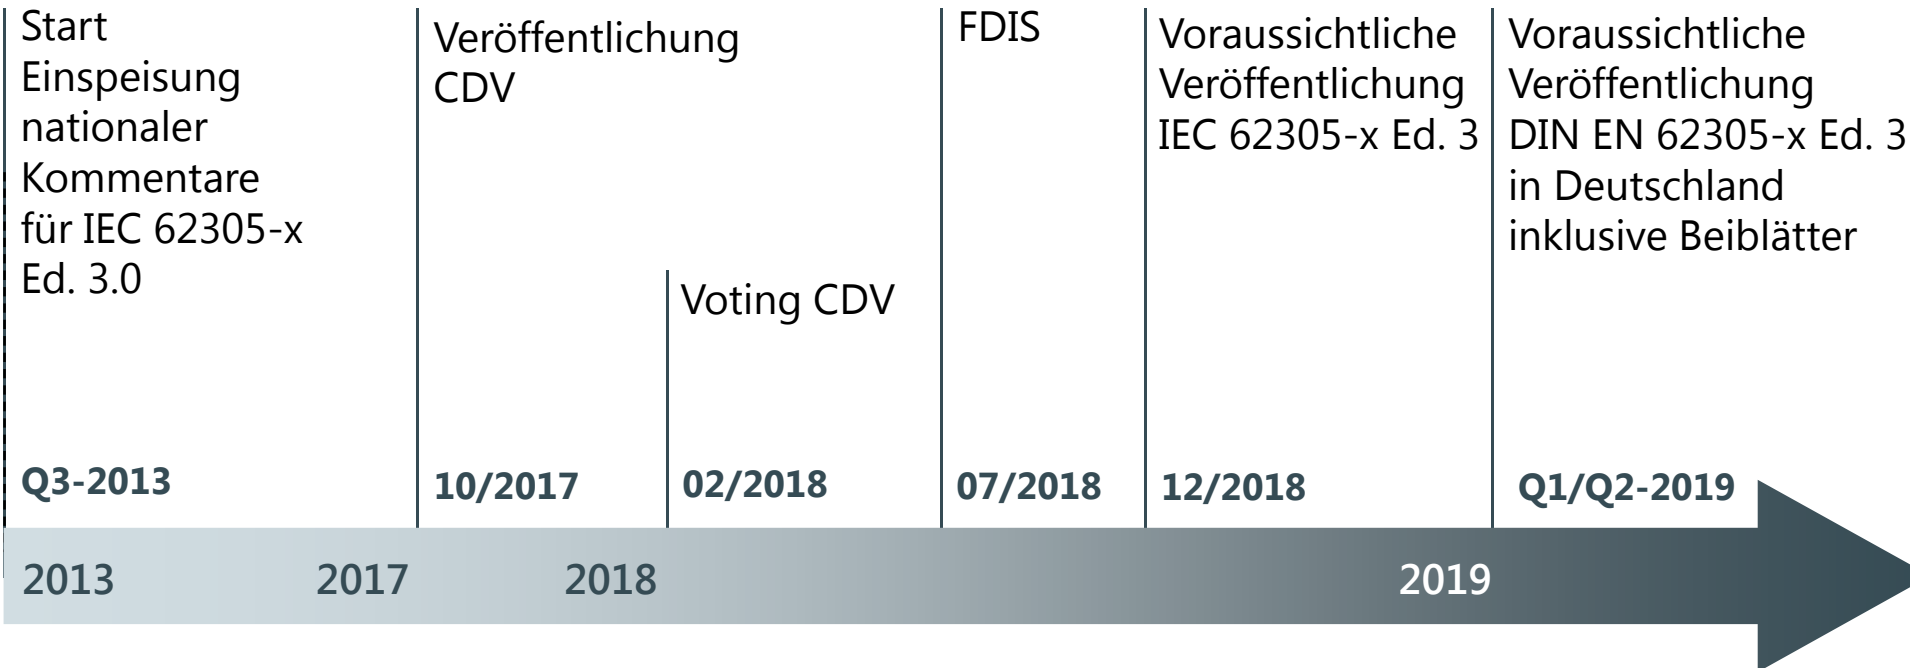 Start
Einspeisung
nationaler
Kommentare
für IEC 62305-x
Ed. 3.0
Q3-2013
Veröffentlichung
CDV
10/2017
Voting CDV
02/2018
FDIS
07/2018
Voraussichtliche
Veröffentlichung
IEC 62305-x Ed. 3
12/2018
Voraussichtliche
Veröffentlichung
DIN EN 62305-x Ed. 3
in Deutschland
inklusive Beiblätter
Q1/Q2-2019
2013
2017
2018
2019